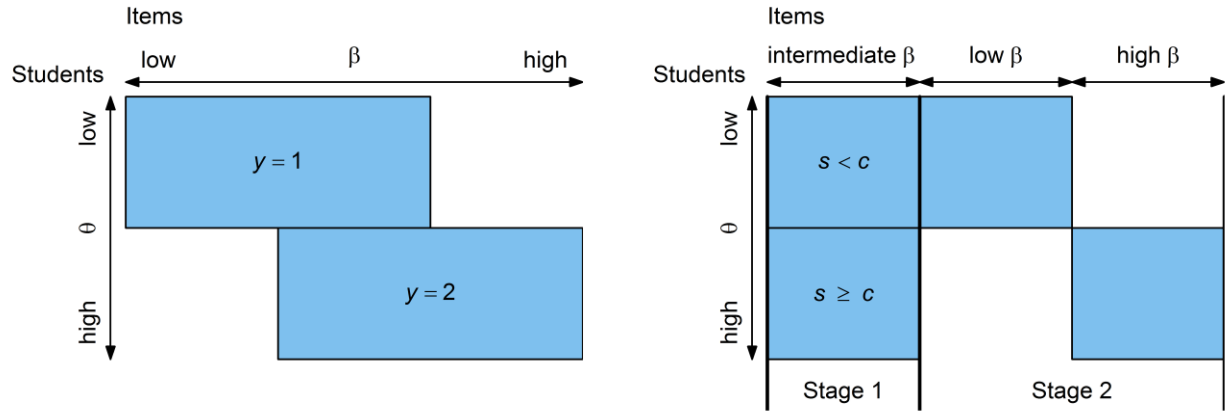 Items
low β high
Students
low
θ
high
y = 1
y = 2
Items
intermediate β low β high β
Students
low
θ
high
s < c
s ≥ c
Stage 1 Stage 2